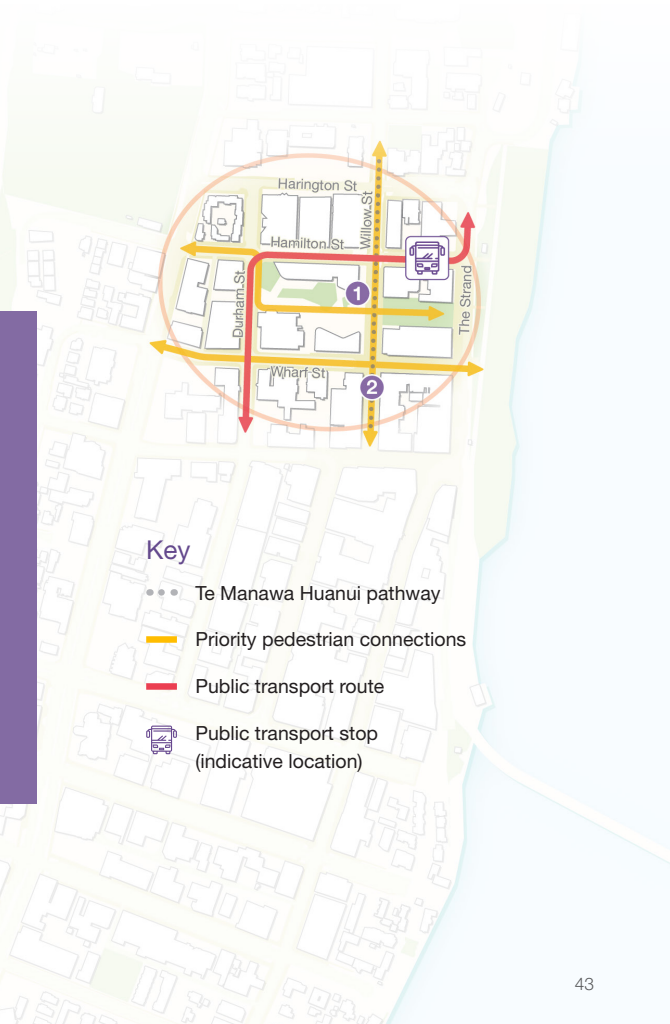 Harington St
Willow St
Hamilton St
Durham St
The Strand
1
Wharf St
2
Key
Te Manawa Huanui pathway
Priority pedestrian connections
Public transport route
Public transport stop
(indicative location)
43